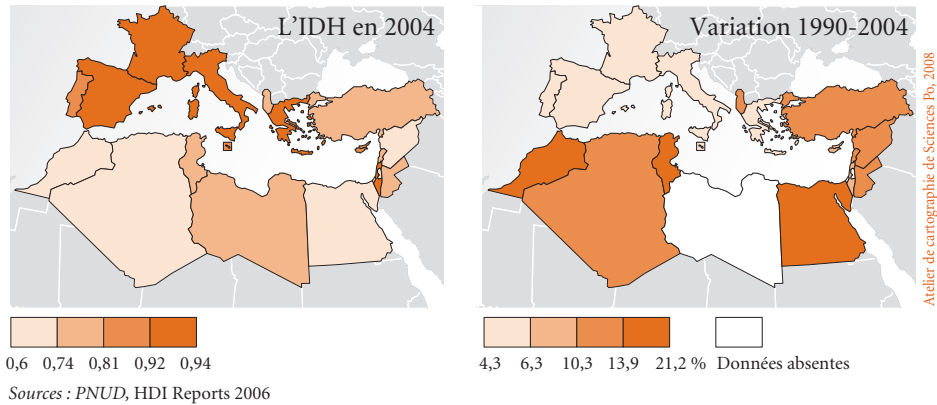 L'IDH en 2004
Variation 1990-2004
0,6 0,74 0,81 0,92 0,94
4,3 6,3 10,3 13,9 21,2 % Données absentes
Sources : PNUD, HDI Reports 2006
Atelier de cartographie de Sciences Po, 2008